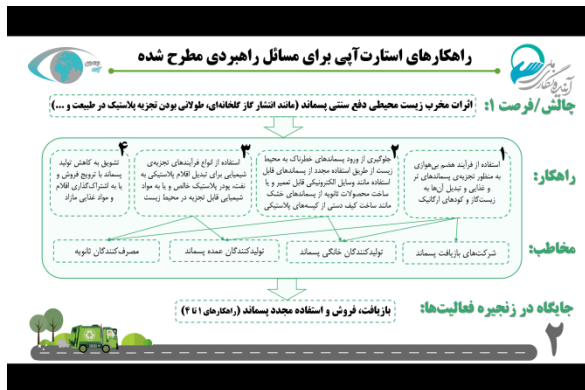 راهکارهای استارت‌آپی برای مسائل راهبردی مطرح شده
آینده‌نگاری ملی
چالش/فرصت ۱:
اثرات مخرب زیست محیطی دفع سنتی پسماند (مانند انتشار گاز گلخانه‌ای، طولانی بودن تجزیه پلاستیک در طبیعت و ...)
راهکار:
۱
استفاده از فرآیند هضم بی‌هوازی
به منظور تجزیه‌ی پسماندهای تر
و غذایی و تبدیل آن‌ها به
زیست‌گاز و کودهای ارگانیک
۲
جلوگیری از ورود پسماندهای خطرناک به محیط
زیست از طریق استفاده مجدد از پسماندهای قابل
استفاده مانند وسایل الکترونیکی قابل تعمیر و یا
ساخت محصولات ثانویه از پسماندهای خشک
مانند ساخت کیف دستی از کیسه‌های پلاستیکی
۳
استفاده از انواع فرآیندهای تجزیه‌ی
شیمیایی برای تبدیل اقلام پلاستیکی به
نفت، پودر پلاستیک خالص و یا به مواد
شیمیایی قابل تجزیه در محیط زیست
۴
تشویق به کاهش تولید
پسماند با ترویج فروش و
یا به اشتراک‌گذاری اقلام
و مواد غذایی مازاد
مخاطب:
شرکت‌های بازیافت پسماند
تولیدکنندگان خانگی پسماند
تولیدکنندگان عمده پسماند
مصرف‌کنندگان ثانویه
جایگاه در زنجیره فعالیت‌ها:
بازیافت، فروش و استفاده مجدد پسماند (راهکارهای ۱ تا ۴)
۲